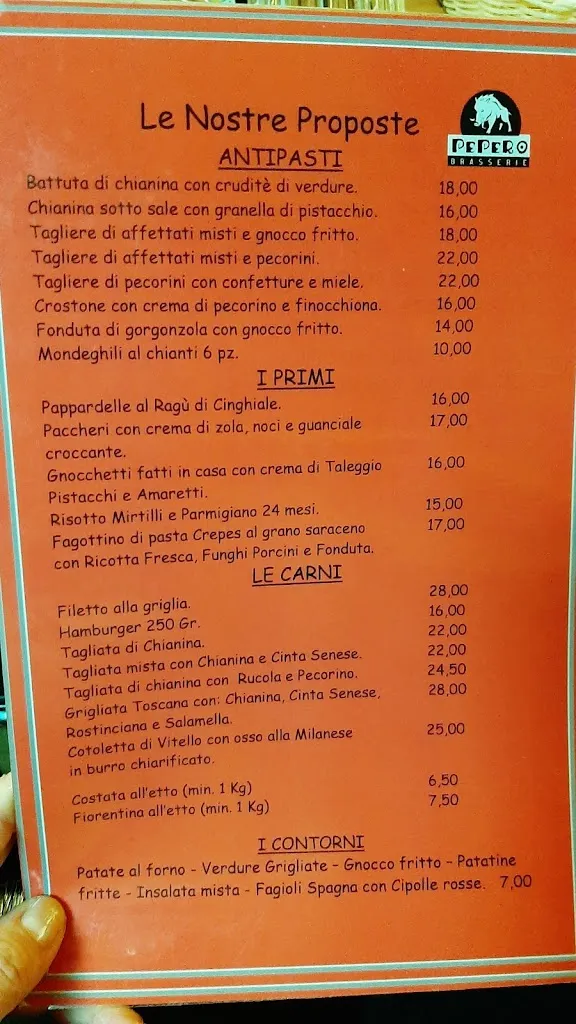 Le Nostre Proposte
PEPERO
BRASSERIE
ANTIPASTI
Battuta di chianina con cruditè di verdure. 18,00
Chianina sotto sale con granella di pistacchio. 16,00
Tagliere di affettati misti e gnocco fritto. 18,00
Tagliere di affettati misti e pecorini. 22,00
Tagliere di pecorini con confetture e miele. 22,00
Crostone con crema di pecorino e finocchiona. 16,00
Fonduta di gorgonzola con gnocco fritto. 14,00
Mondeghili al chianti 6 pz. 10,00
I PRIMI
Pappardelle al Ragù di Cinghiale. 16,00
Paccheri con crema di zola, noci e guanciale 17,00
croccante.
Gnocchetti fatti in casa con crema di Taleggio 16,00
Pistacchi e Amaretti.
Risotto Mirtilli e Parmigiano 24 mesi. 15,00
Fagottino di pasta Crepes al grano saraceno 17,00
con Ricotta Fresca, Funghi Porcini e Fonduta.
LE CARNI
Filetto alla griglia. 28,00
Hamburger 250 Gr. 16,00
Tagliata di Chianina. 22,00
Tagliata mista con Chianina e Cinta Senese. 22,00
Tagliata di chianina con Rucola e Pecorino. 24,50
Grigliata Toscana con: Chianina, Cinta Senese, 28,00
Rostinciana e Salamella.
Cotoletta di Vitello con osso alla Milanese 25,00
in burro chiarificato.
Costata all'etto (min. 1 Kg) 6,50
Fiorentina all'etto (min. 1 Kg) 7,50
I CONTORNI
Patate al forno - Verdure Grigliate - Gnocco fritto - Patatine
fritte - Insalata mista - Fagioli Spagna con Cipolle rosse. 7,00